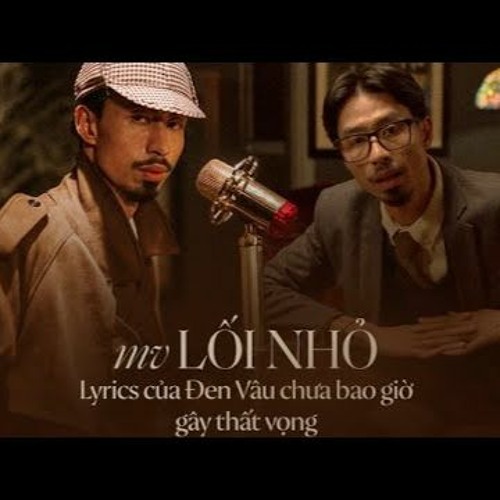 mv LỐI NHỎ
Lyrics của Đen Vâu chưa bao giờ
gây thất vọng